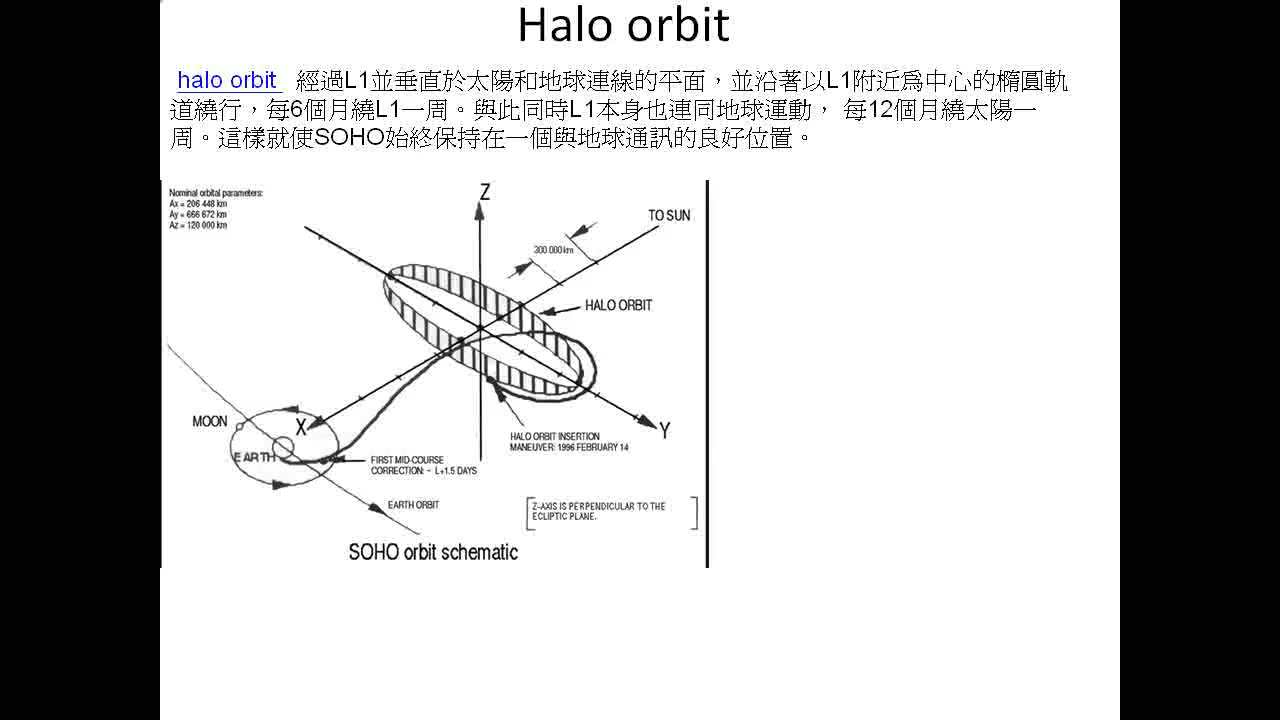 Halo orbit
halo orbit 經過L1並垂直於太陽和地球連線的平面，並沿著以L1附近為中心的橢圓軌
道繞行，每6個月繞L1一周。與此同時L1本身也連同地球運動， 每12個月繞太陽一
周。這樣就使SOHO始終保持在一個與地球通訊的良好位置。
Nominal orbital parameters:
Ax = 206 448 km
Ay = 666 672 km
Az = 120 000 km
Z
TO SUN
300 000 km
HALO ORBIT
MOON
X
Y
EARTH
HALO ORBIT INSERTION
MANEUVER: 1996 FEBRUARY 14
FIRST MID-COURSE
CORRECTION: ~ L+1.5 DAYS
EARTH ORBIT
Z-AXIS IS PERPENDICULAR TO THE
ECLIPTIC PLANE.
SOHO orbit schematic